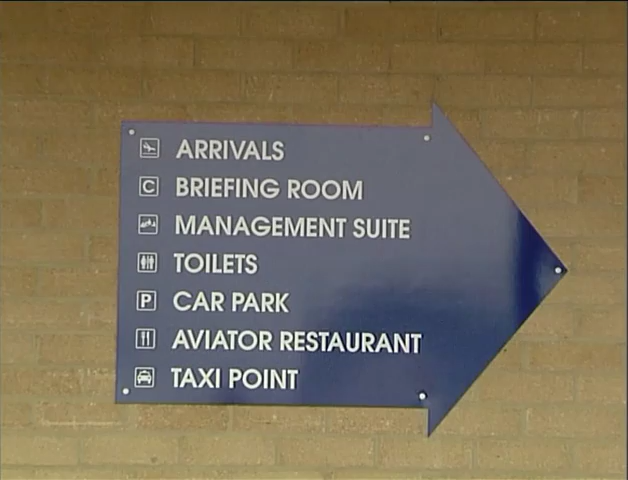 ARRIVALS
C BRIEFING ROOM
MANAGEMENT SUITE
TOILETS
P CAR PARK
AVIATOR RESTAURANT
TAXI POINT